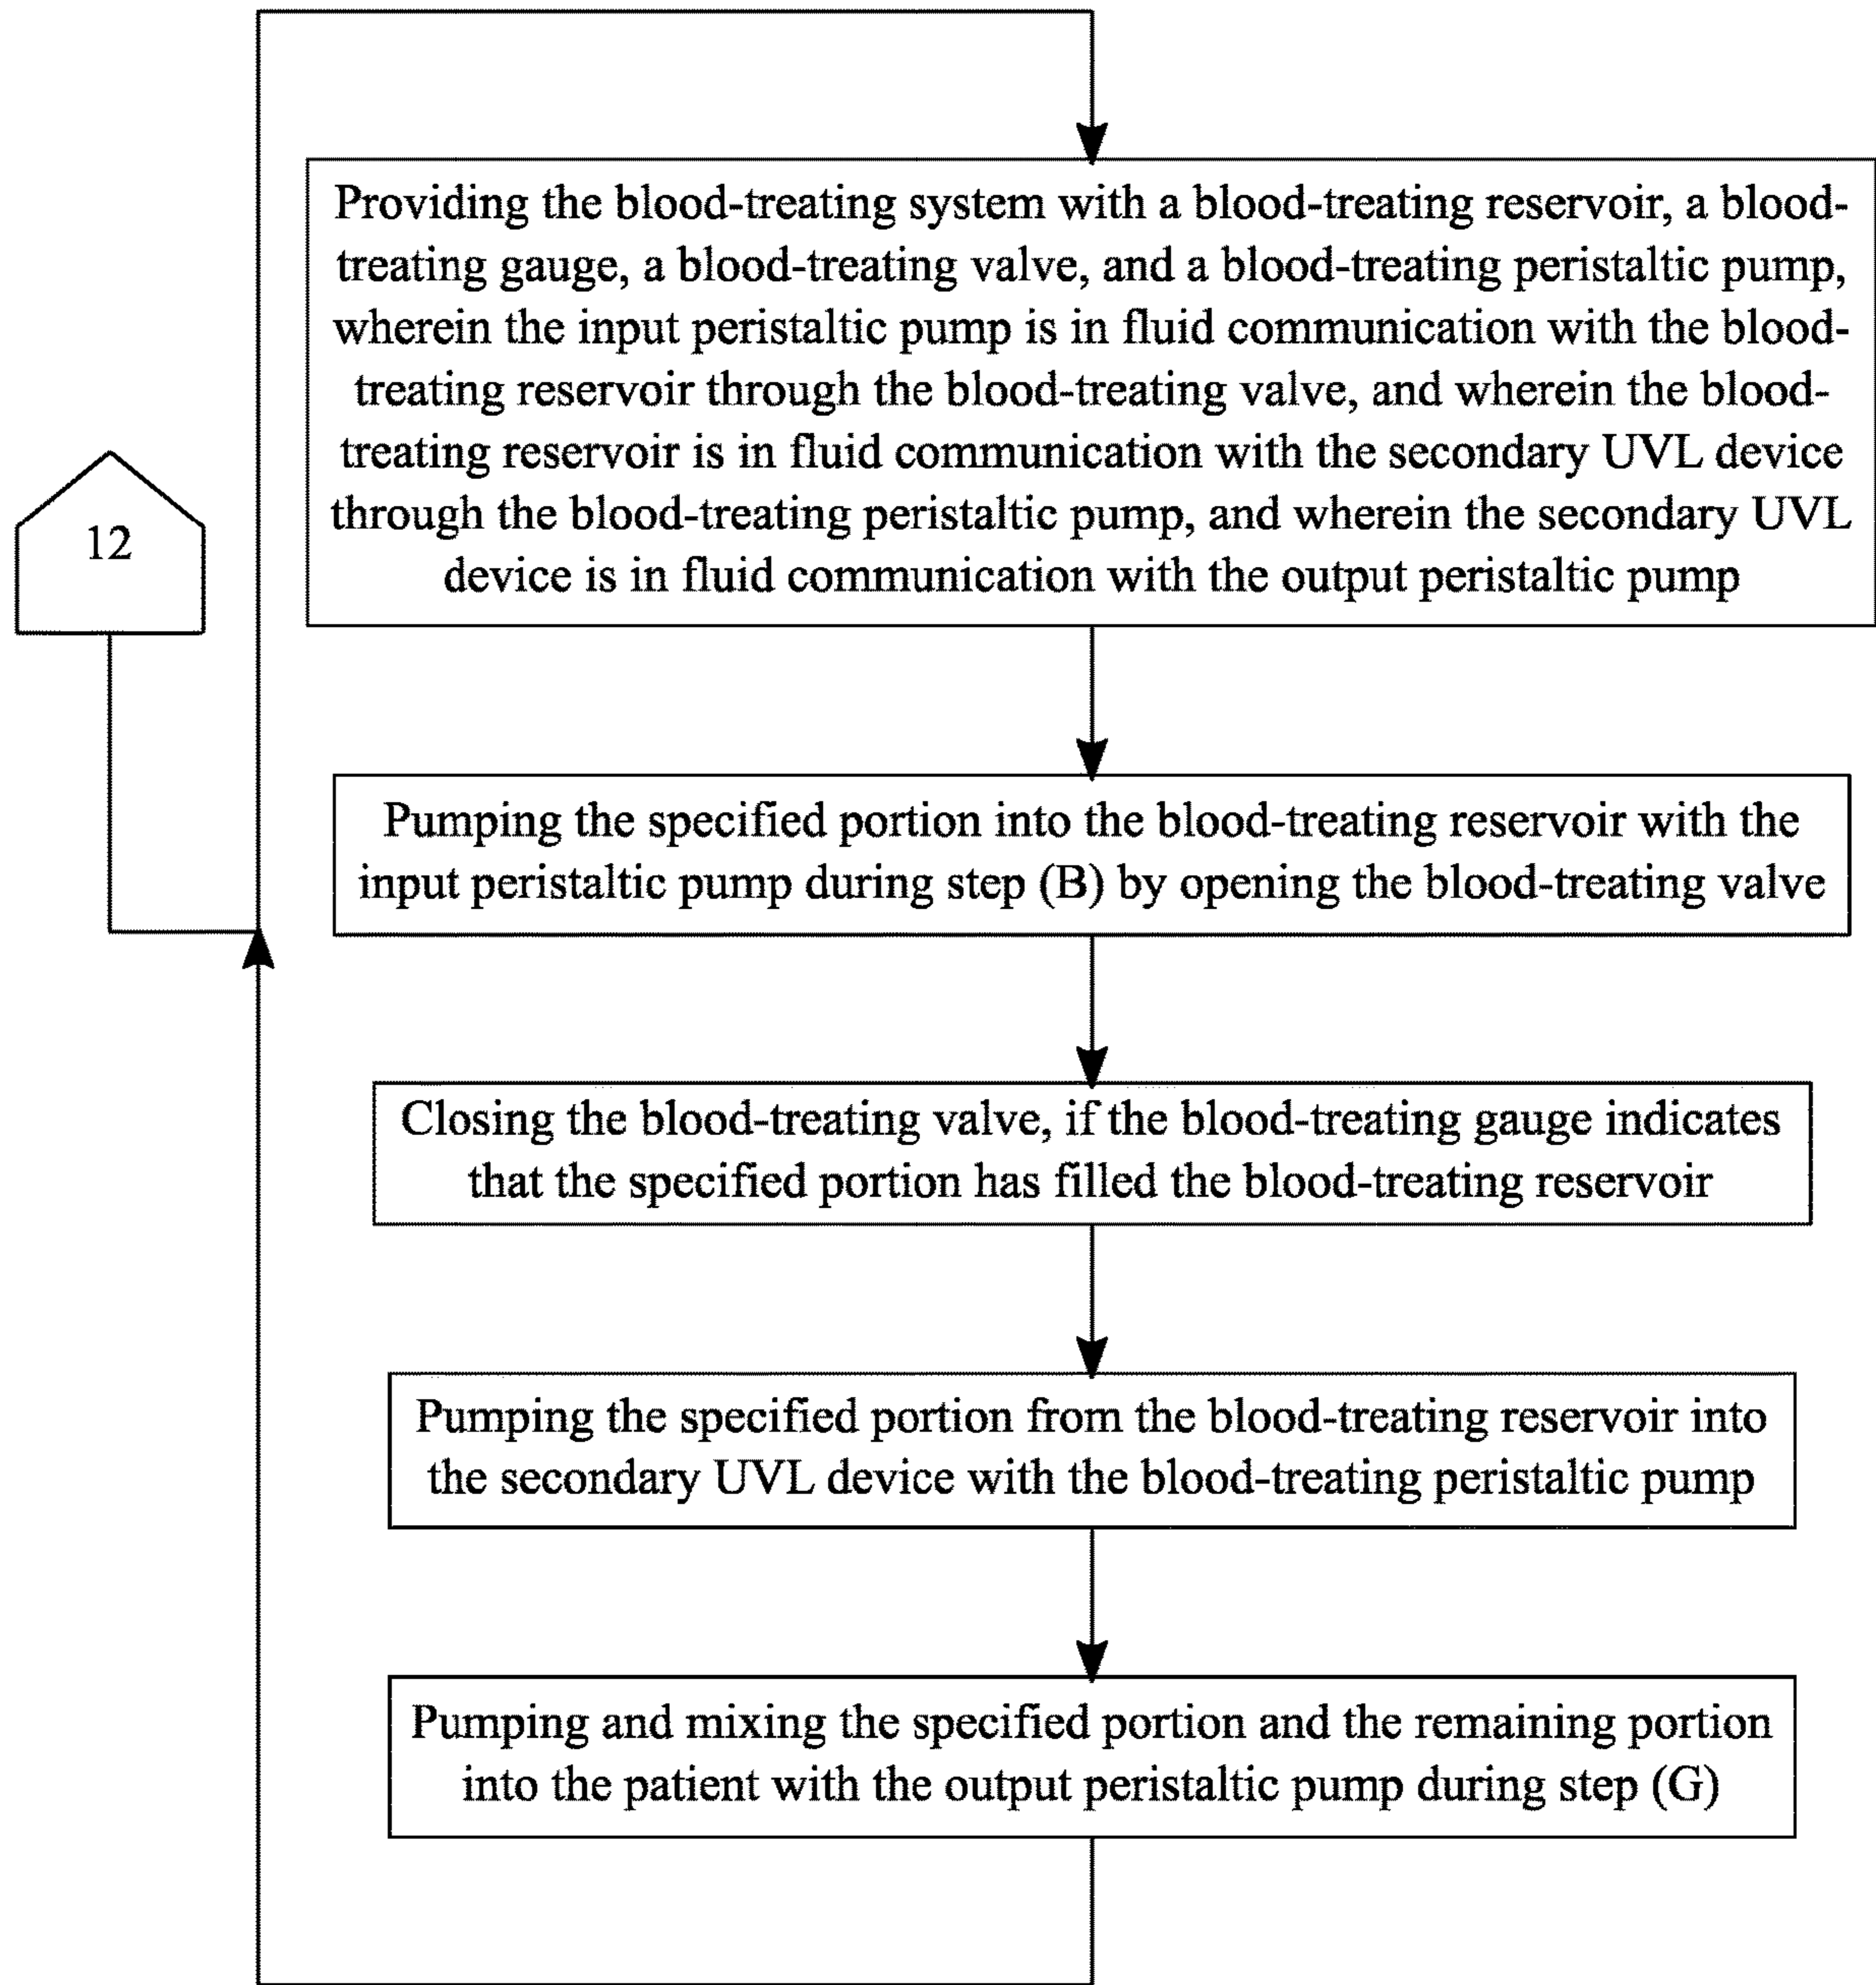 Providing the blood-treating system with a blood-treating reservoir, a blood-
treating gauge, a blood-treating valve, and a blood-treating peristaltic pump,
wherein the input peristaltic pump is in fluid communication with the blood-
treating reservoir through the blood-treating valve, and wherein the blood-
treating reservoir is in fluid communication with the secondary UVL device
through the blood-treating peristaltic pump, and wherein the secondary UVL
device is in fluid communication with the output peristaltic pump
12
Pumping the specified portion into the blood-treating reservoir with the
input peristaltic pump during step (B) by opening the blood-treating valve
Closing the blood-treating valve, if the blood-treating gauge indicates
that the specified portion has filled the blood-treating reservoir
Pumping the specified portion from the blood-treating reservoir into
the secondary UVL device with the blood-treating peristaltic pump
Pumping and mixing the specified portion and the remaining portion
into the patient with the output peristaltic pump during step (G)